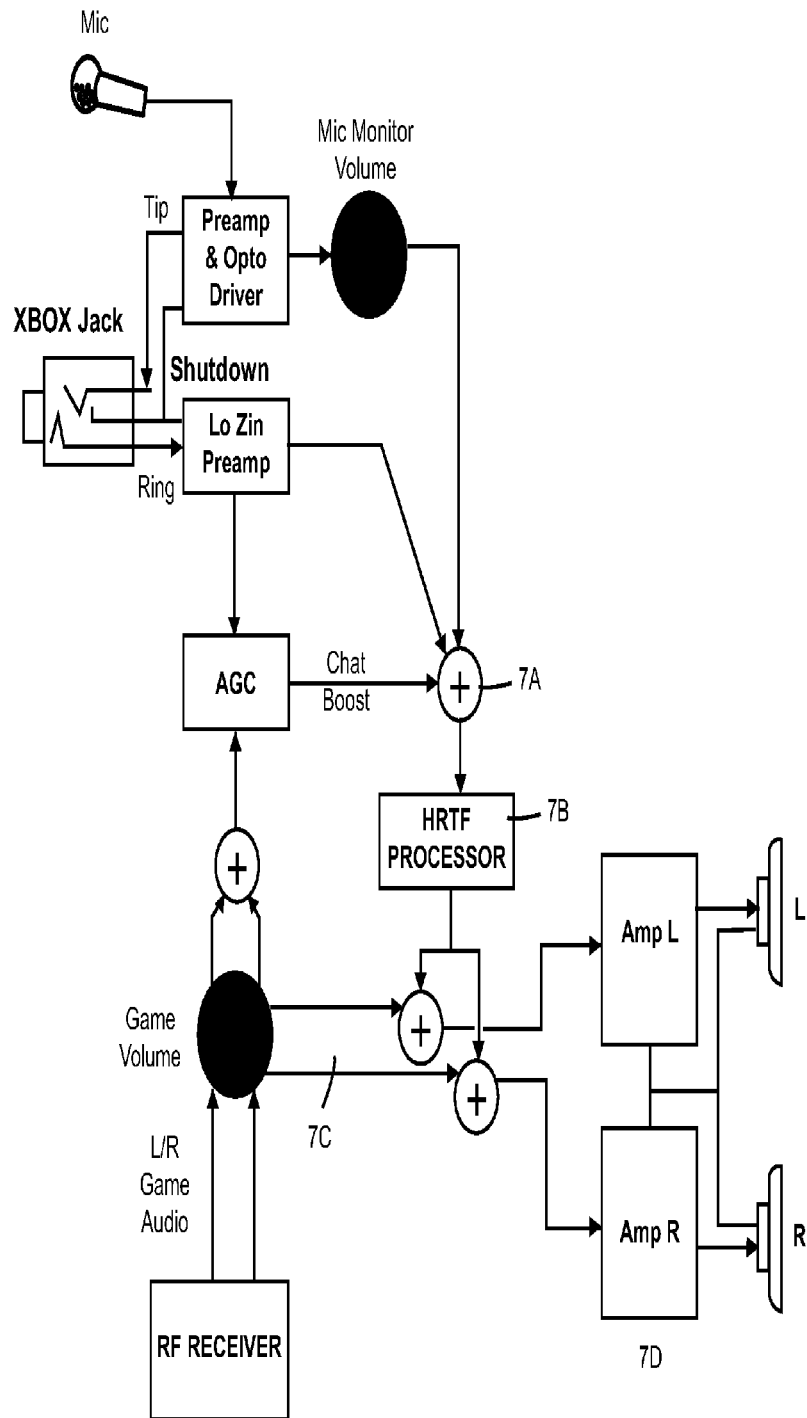 Mic
Mic Monitor
Volume
Tip
Preamp
& Opto
Driver
XBOX Jack
Shutdown
Lo Zin
Preamp
Ring
AGC
Chat
Boost
+
7A
HRTF
PROCESSOR
7B
+
Amp L
L
Game
Volume
+
+
7C
L/R
Game
Audio
Amp R
R
RF RECEIVER
7D